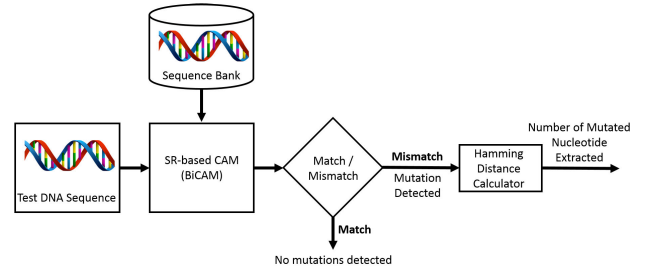 Sequence Bank
Test DNA Sequence
SR-based CAM
(BiCAM)
Match /
Mismatch
Mismatch
Mutation
Detected
Hamming
Distance
Calculator
Number of Mutated
Nucleotide
Extracted
Match
No mutations detected